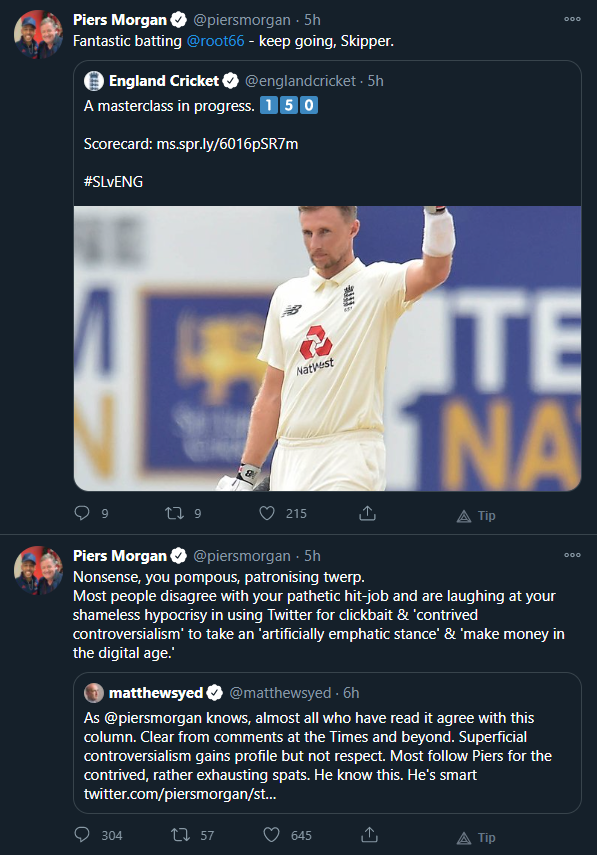 Piers Morgan @piersmorgan · 5h
Fantastic batting @root66 - keep going, Skipper.
England Cricket @englandcricket · 5h
A masterclass in progress. 1 5 0
Scorecard: ms.spr.ly/6016pSR7m
#SLvENG
NatWest
TE
NA
9 9 215 Tip
Piers Morgan @piersmorgan · 5h
Nonsense, you pompous, patronising twerp.
Most people disagree with your pathetic hit-job and are laughing at your
shameless hypocrisy in using Twitter for clickbait & 'contrived
controversialism' to take an 'artificially emphatic stance' & 'make money in
the digital age.'
matthewsyed @matthewsyed · 6h
As @piersmorgan knows, almost all who have read it agree with this
column. Clear from comments at the Times and beyond. Superficial
controversialism gains profile but not respect. Most follow Piers for the
contrived, rather exhausting spats. He know this. He's smart
twitter.com/piersmorgan/st...
304 57 645 Tip